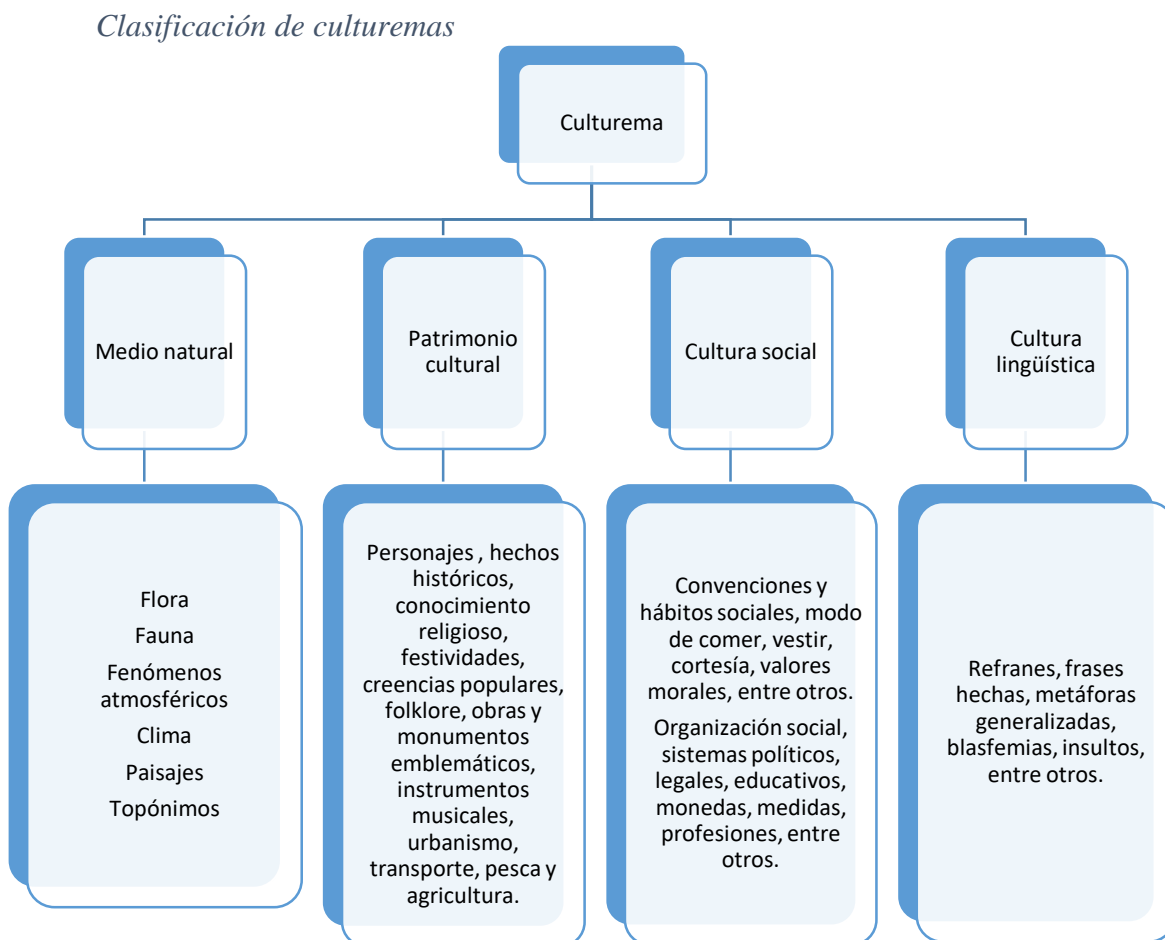 Clasificación de culturemas
Culturema
Medio natural
Patrimonio
cultural
Cultura social
Cultura
lingüística
Flora
Fauna
Fenómenos
atmosféricos
Clima
Paisajes
Topónimos
Personajes , hechos
históricos,
conocimiento
religioso,
festividades,
creencias populares,
folklore, obras y
monumentos
emblemáticos,
instrumentos
musicales,
urbanismo,
transporte, pesca y
agricultura.
Convenciones y
hábitos sociales, modo
de comer, vestir,
cortesía, valores
morales, entre otros.
Organización social,
sistemas políticos,
legales, educativos,
monedas, medidas,
profesiones, entre
otros.
Refranes, frases
hechas, metáforas
generalizadas,
blasfemias, insultos,
entre otros.